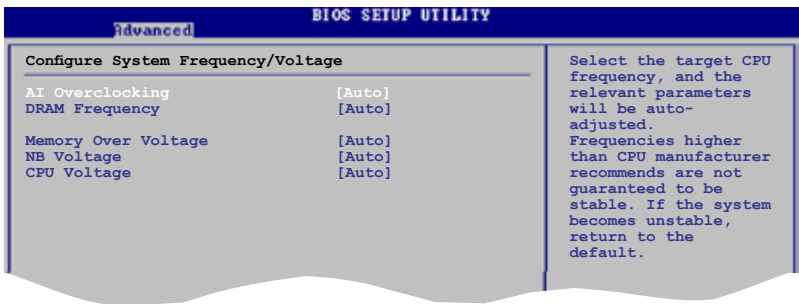 BIOS SETUP UTILITY
Advanced
Configure System Frequency/Voltage
AI Overclocking [Auto]
DRAM Frequency [Auto]
Memory Over Voltage [Auto]
NB Voltage [Auto]
CPU Voltage [Auto]
Select the target CPU
frequency, and the
relevant parameters
will be auto-
adjusted.
Frequencies higher
than CPU manufacturer
recommends are not
guaranteed to be
stable. If the system
becomes unstable,
return to the
default.